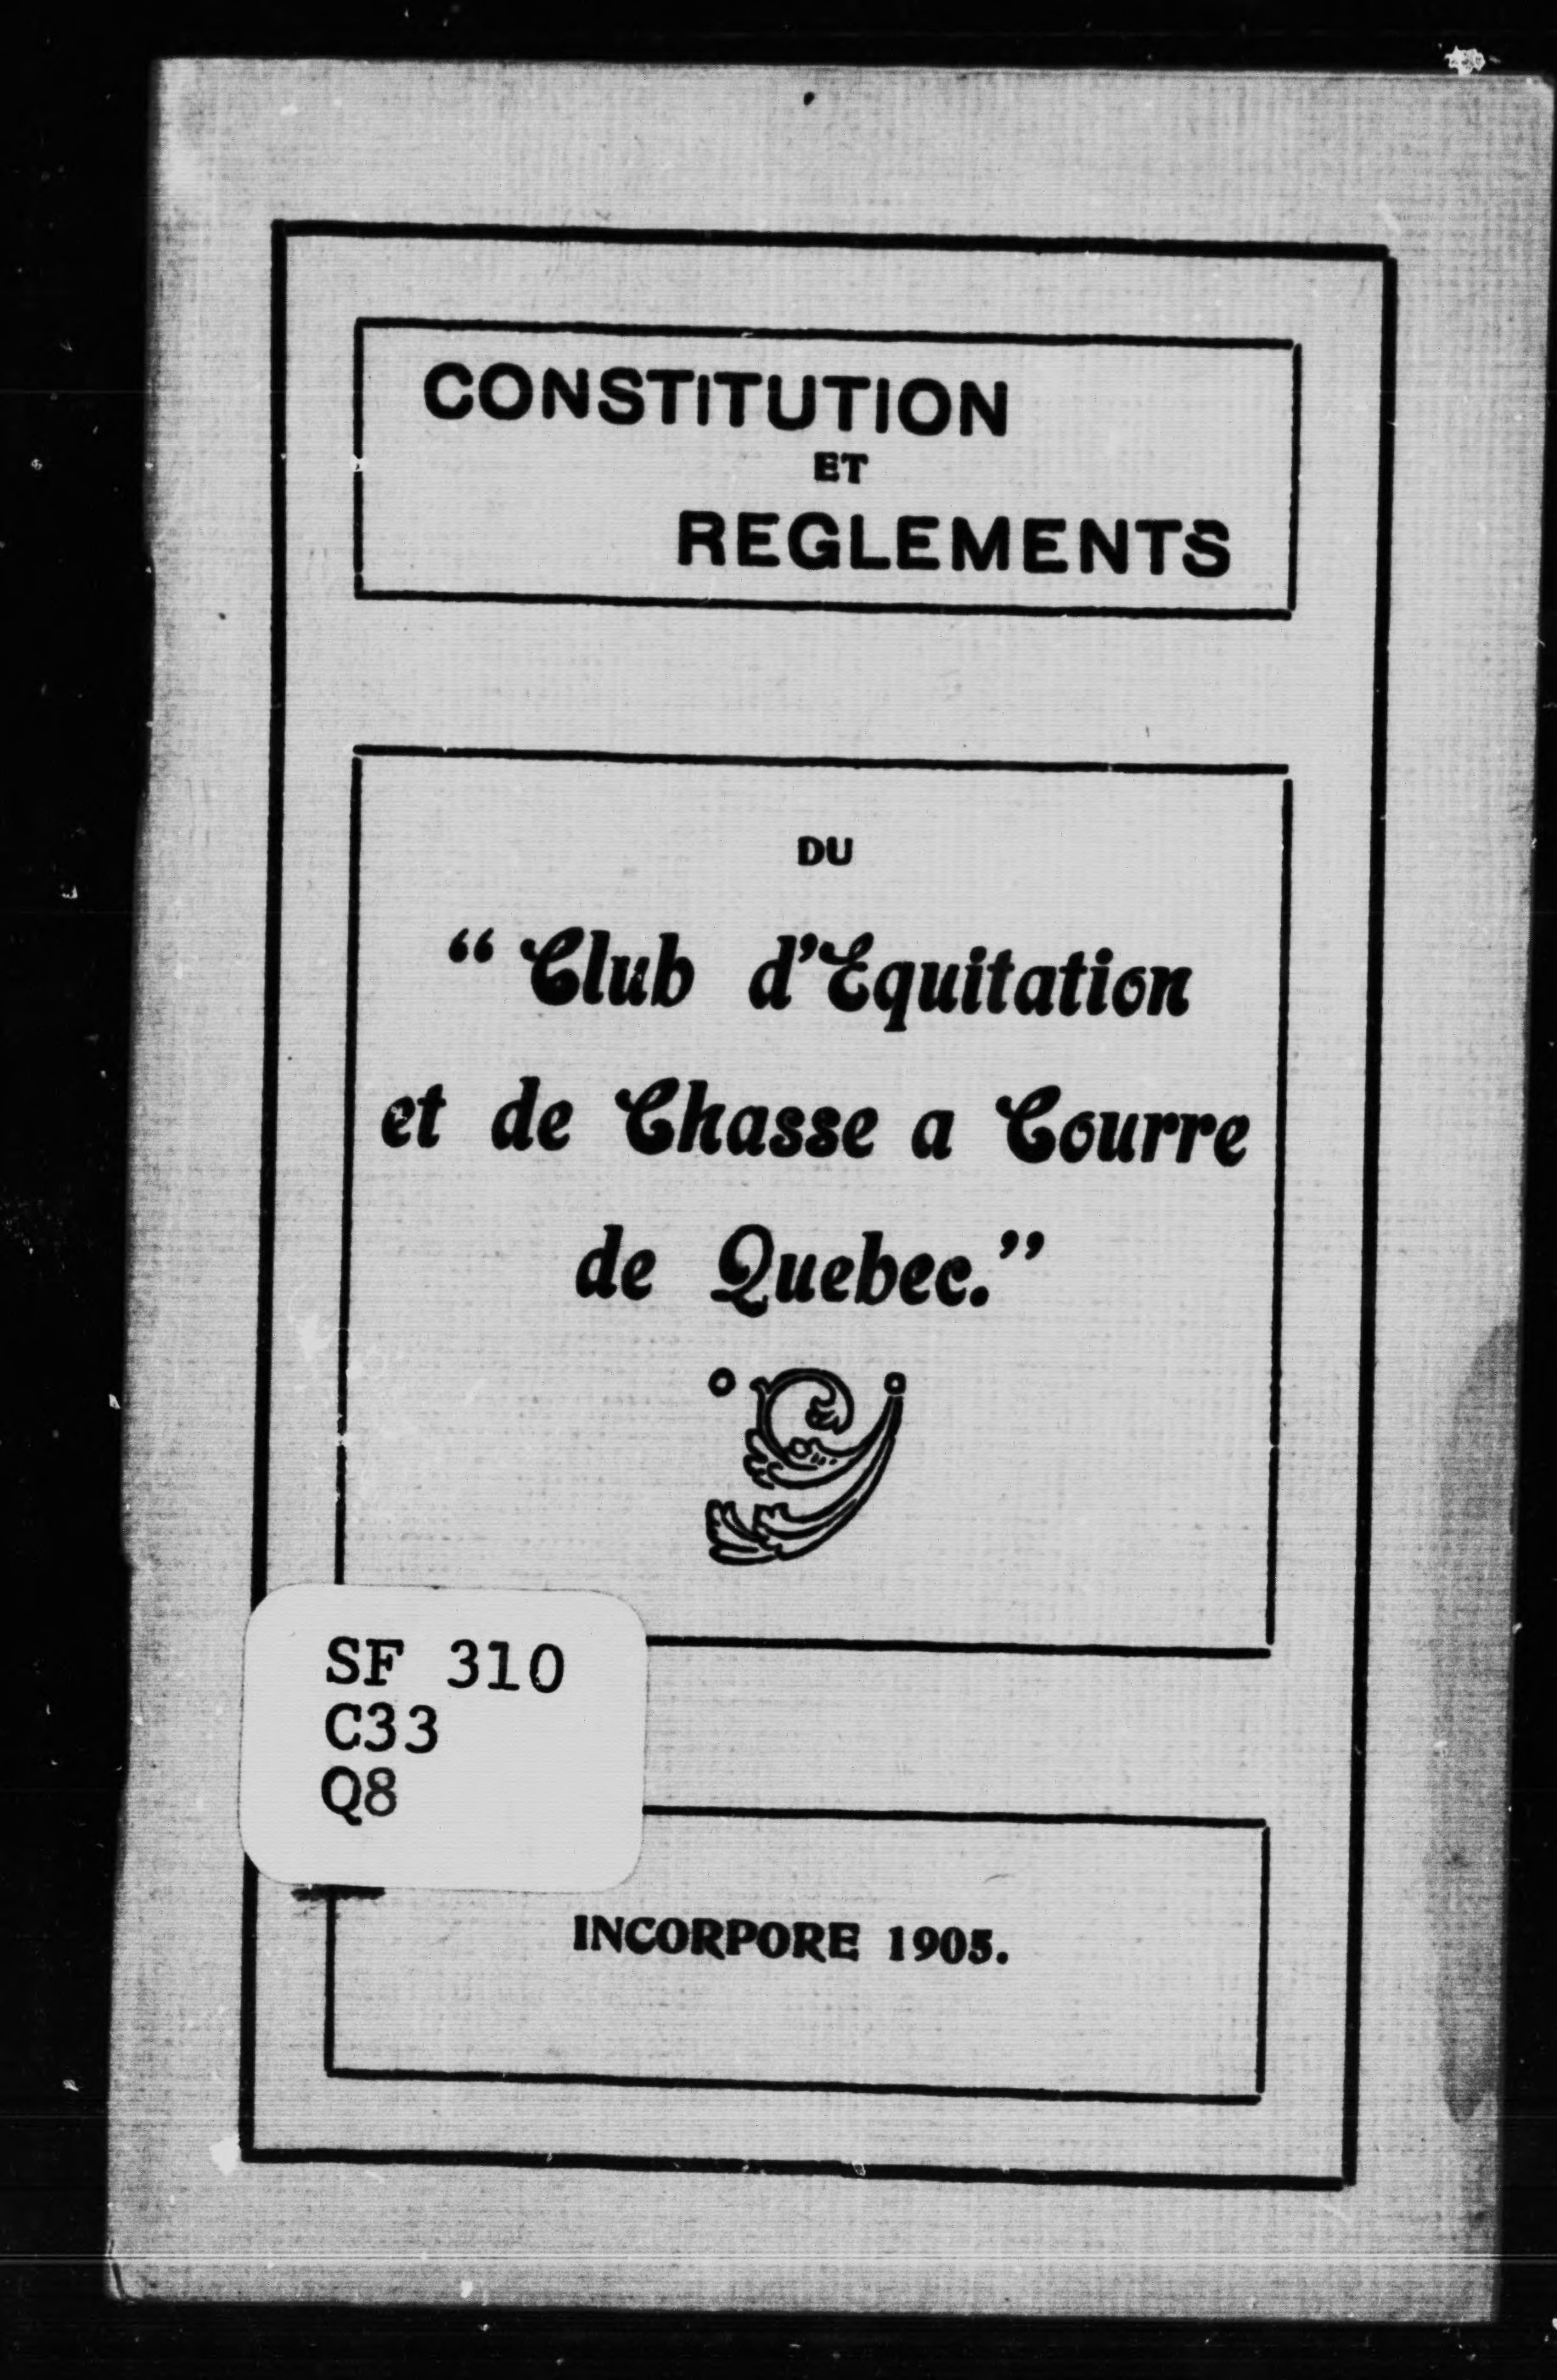 CONSTITUTION
ET
REGLEMENTS
DU
“ Club d’Equitation
et de Chasse a Courre
de Quebec.”
SF 310
C33
Q8
INCORPORE 1905.